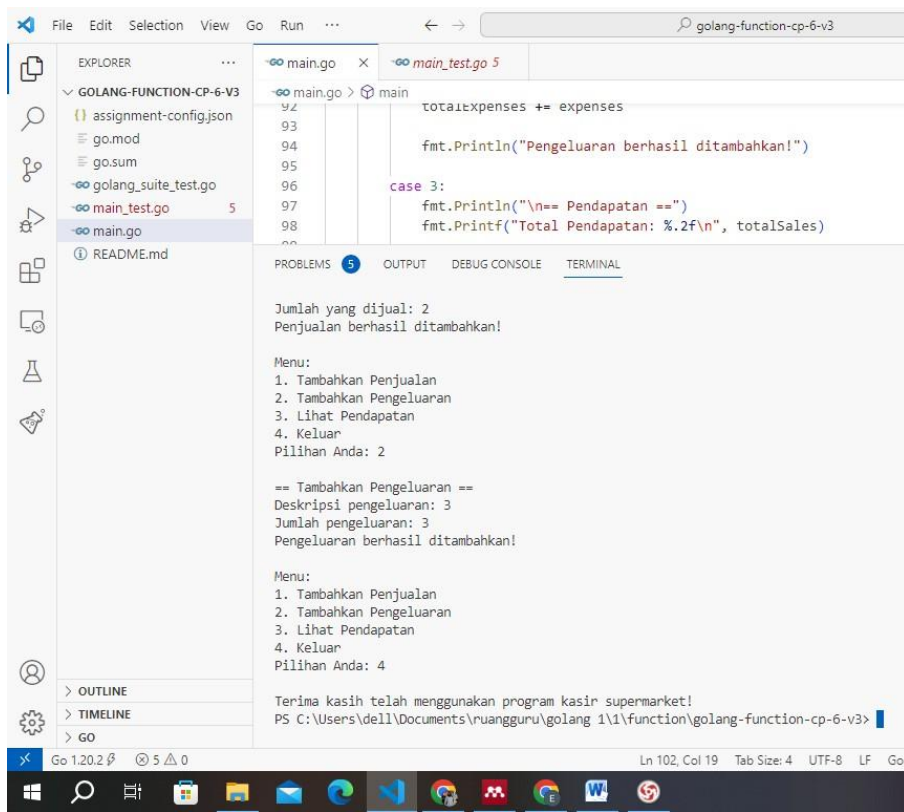 File Edit Selection View Go Run ···
golang-function-cp-6-v3
EXPLORER
GOLANG-FUNCTION-CP-6-V3
{} assignment-config.json
go.mod
go.sum
golang_suite_test.go
main_test.go 5
main.go
README.md
OUTLINE
TIMELINE
GO
main.go
main_test.go 5
main.go > main
92 totalExpenses += expenses
93
94 fmt.Println("Pengeluaran berhasil ditambahkan!")
95
96 case 3:
97 fmt.Println("\n== Pendapatan ==")
98 fmt.Printf("Total Pendapatan: %.2f\n", totalSales)
PROBLEMS 5 OUTPUT DEBUG CONSOLE TERMINAL
Jumlah yang dijual: 2
Penjualan berhasil ditambahkan!
Menu:
1. Tambahkan Penjualan
2. Tambahkan Pengeluaran
3. Lihat Pendapatan
4. Keluar
Pilihan Anda: 2
== Tambahkan Pengeluaran ==
Deskripsi pengeluaran: 3
Jumlah pengeluaran: 3
Pengeluaran berhasil ditambahkan!
Menu:
1. Tambahkan Penjualan
2. Tambahkan Pengeluaran
3. Lihat Pendapatan
4. Keluar
Pilihan Anda: 4
Terima kasih telah menggunakan program kasir supermarket!
PS C:\Users\dell\Documents\ruangguru\golang 1\1\function\golang-function-cp-6-v3>
Go 1.20.2 5 0 Ln 102, Col 19 Tab Size: 4 UTF-8 LF Go